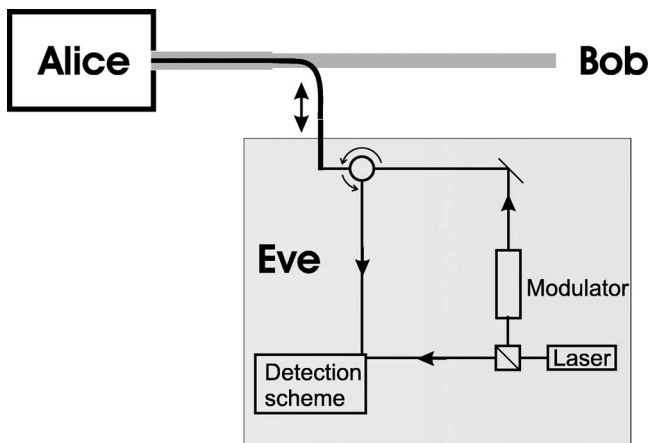 Alice
Bob
Eve
Modulator
Laser
Detection
scheme